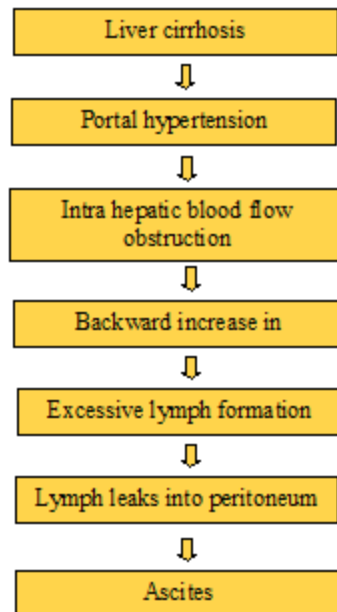 Liver cirrhosis
Portal hypertension
Intra hepatic blood flow
obstruction
Backward increase in
Excessive lymph formation
Lymph leaks into peritoneum
Ascites